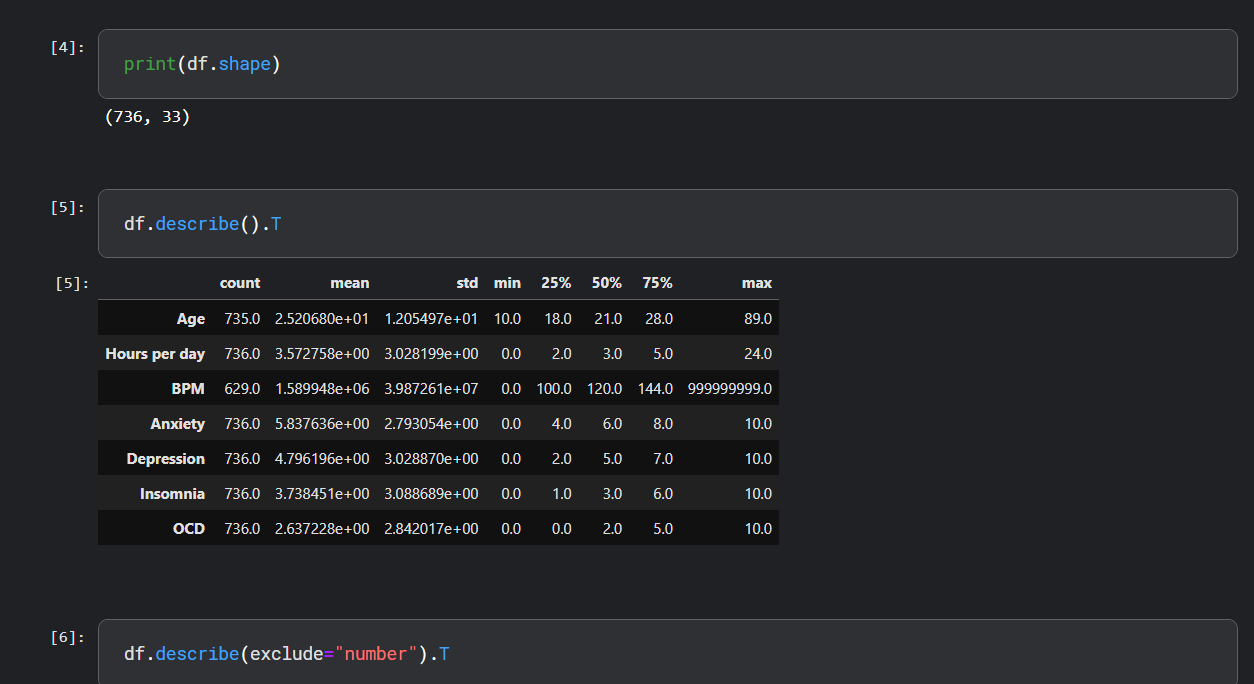 [4]: print(df.shape)
(736, 33)
[5]: df.describe().T
[5]: count mean std min 25% 50% 75% max
Age 735.0 2.520680e+01 1.205497e+01 10.0 18.0 21.0 28.0 89.0
Hours per day 736.0 3.572758e+00 3.028199e+00 0.0 2.0 3.0 5.0 24.0
BPM 629.0 1.589948e+06 3.987261e+07 0.0 100.0 120.0 144.0 999999999.0
Anxiety 736.0 5.837636e+00 2.793054e+00 0.0 4.0 6.0 8.0 10.0
Depression 736.0 4.796196e+00 3.028870e+00 0.0 2.0 5.0 7.0 10.0
Insomnia 736.0 3.738451e+00 3.088689e+00 0.0 1.0 3.0 6.0 10.0
OCD 736.0 2.637228e+00 2.842017e+00 0.0 0.0 2.0 5.0 10.0
[6]: df.describe(exclude="number").T